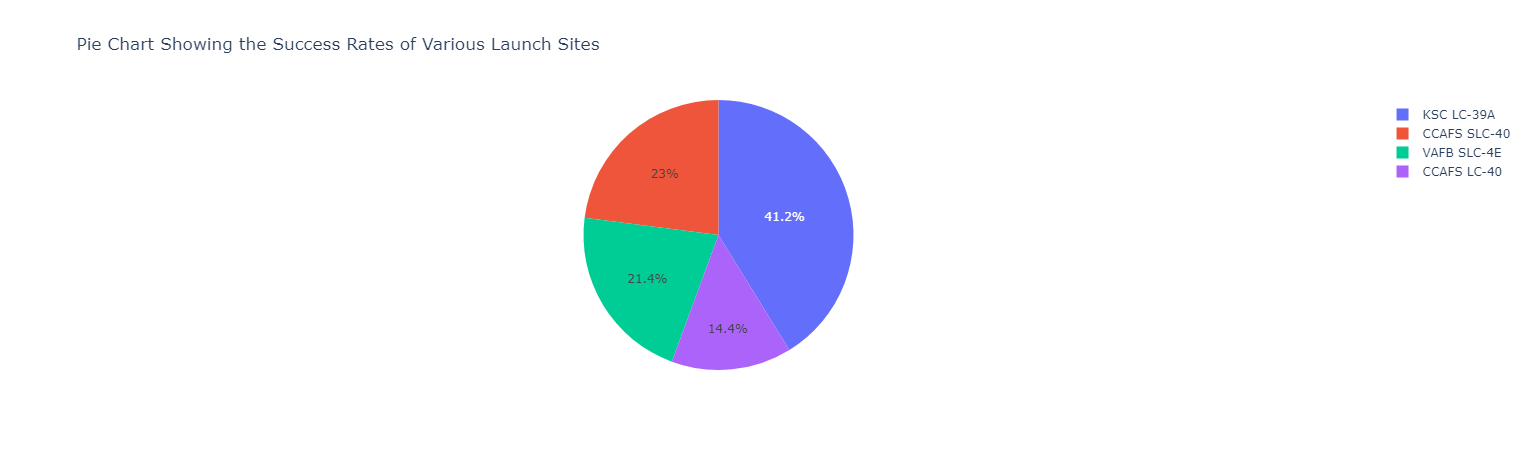 Pie Chart Showing the Success Rates of Various Launch Sites
KSC LC-39A
CCAFS SLC-40
VAFB SLC-4E
CCAFS LC-40
23%
41.2%
21.4%
14.4%